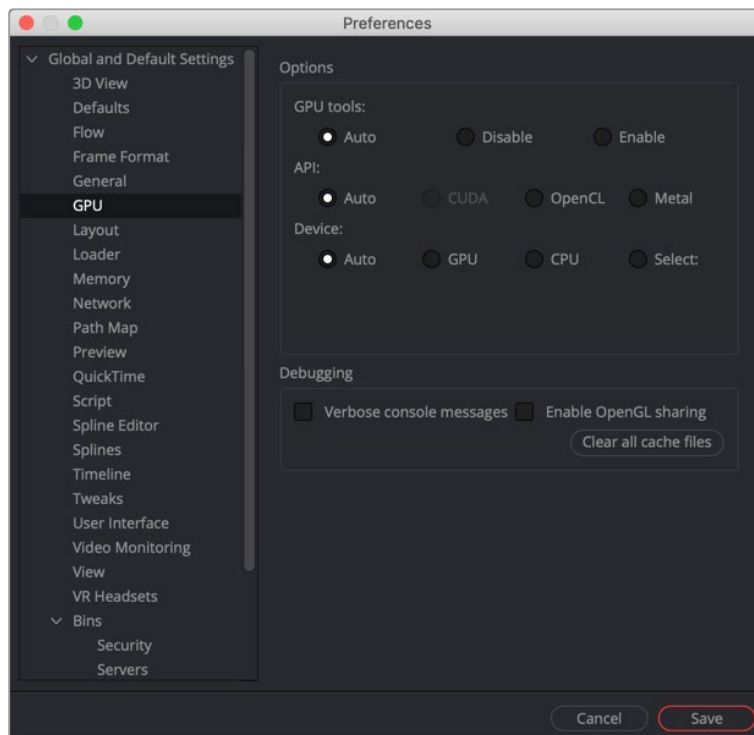 Preferences
Global and Default Settings
3D View
Defaults
Flow
Frame Format
General
GPU
Layout
Loader
Memory
Network
Path Map
Preview
QuickTime
Script
Spline Editor
Splines
Timeline
Tweaks
User Interface
Video Monitoring
View
VR Headsets
Bins
Security
Servers
Options
GPU tools:
Auto Disable Enable
API:
Auto CUDA OpenCL Metal
Device:
Auto GPU CPU Select:
Debugging
Verbose console messages Enable OpenGL sharing
Clear all cache files
Cancel Save